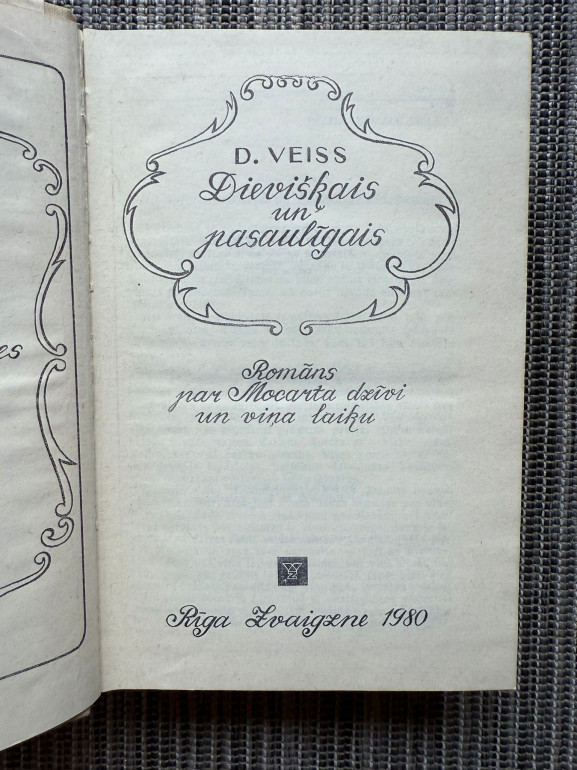 D. VEISS
Dievišķais
un
pasaulīgais
Romāns
par Mocarta dzīvi
un viņa laiku
Rīga Zvaigzne 1980